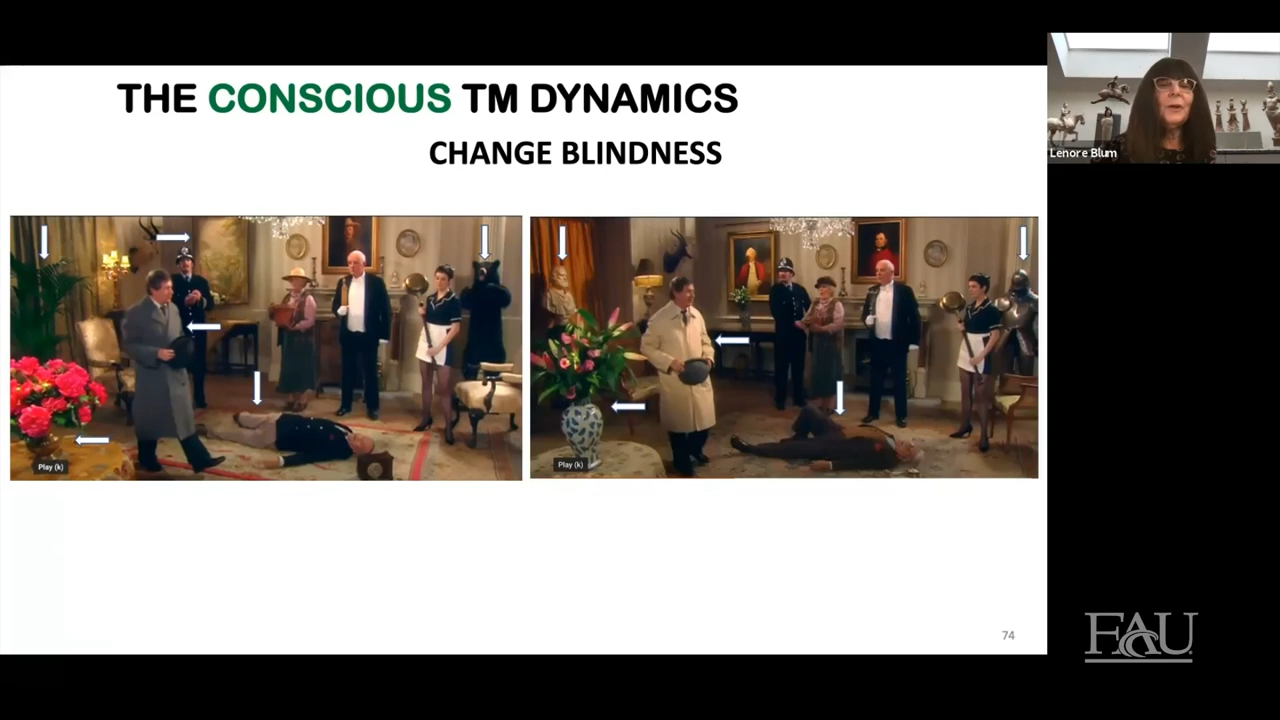 THE CONSCIOUS TM DYNAMICS
CHANGE BLINDNESS
Lenore Blum
Play (k)
Play (k)
74
FAU